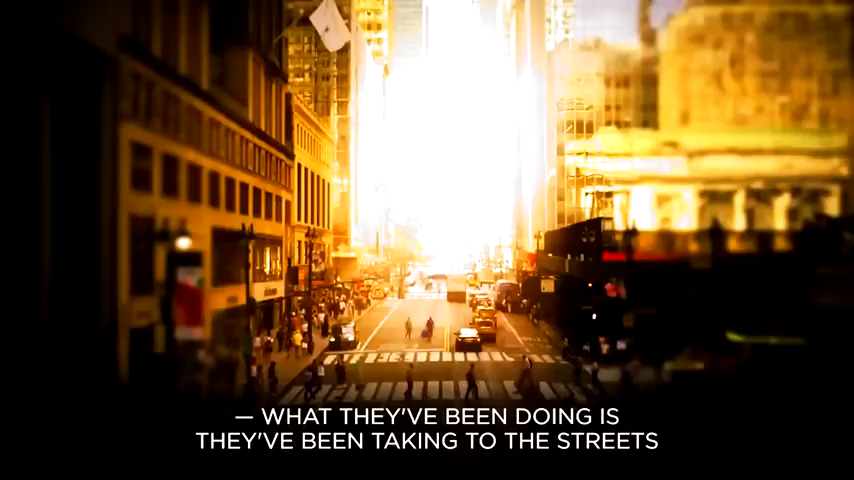 — WHAT THEY'VE BEEN DOING IS
THEY'VE BEEN TAKING TO THE STREETS